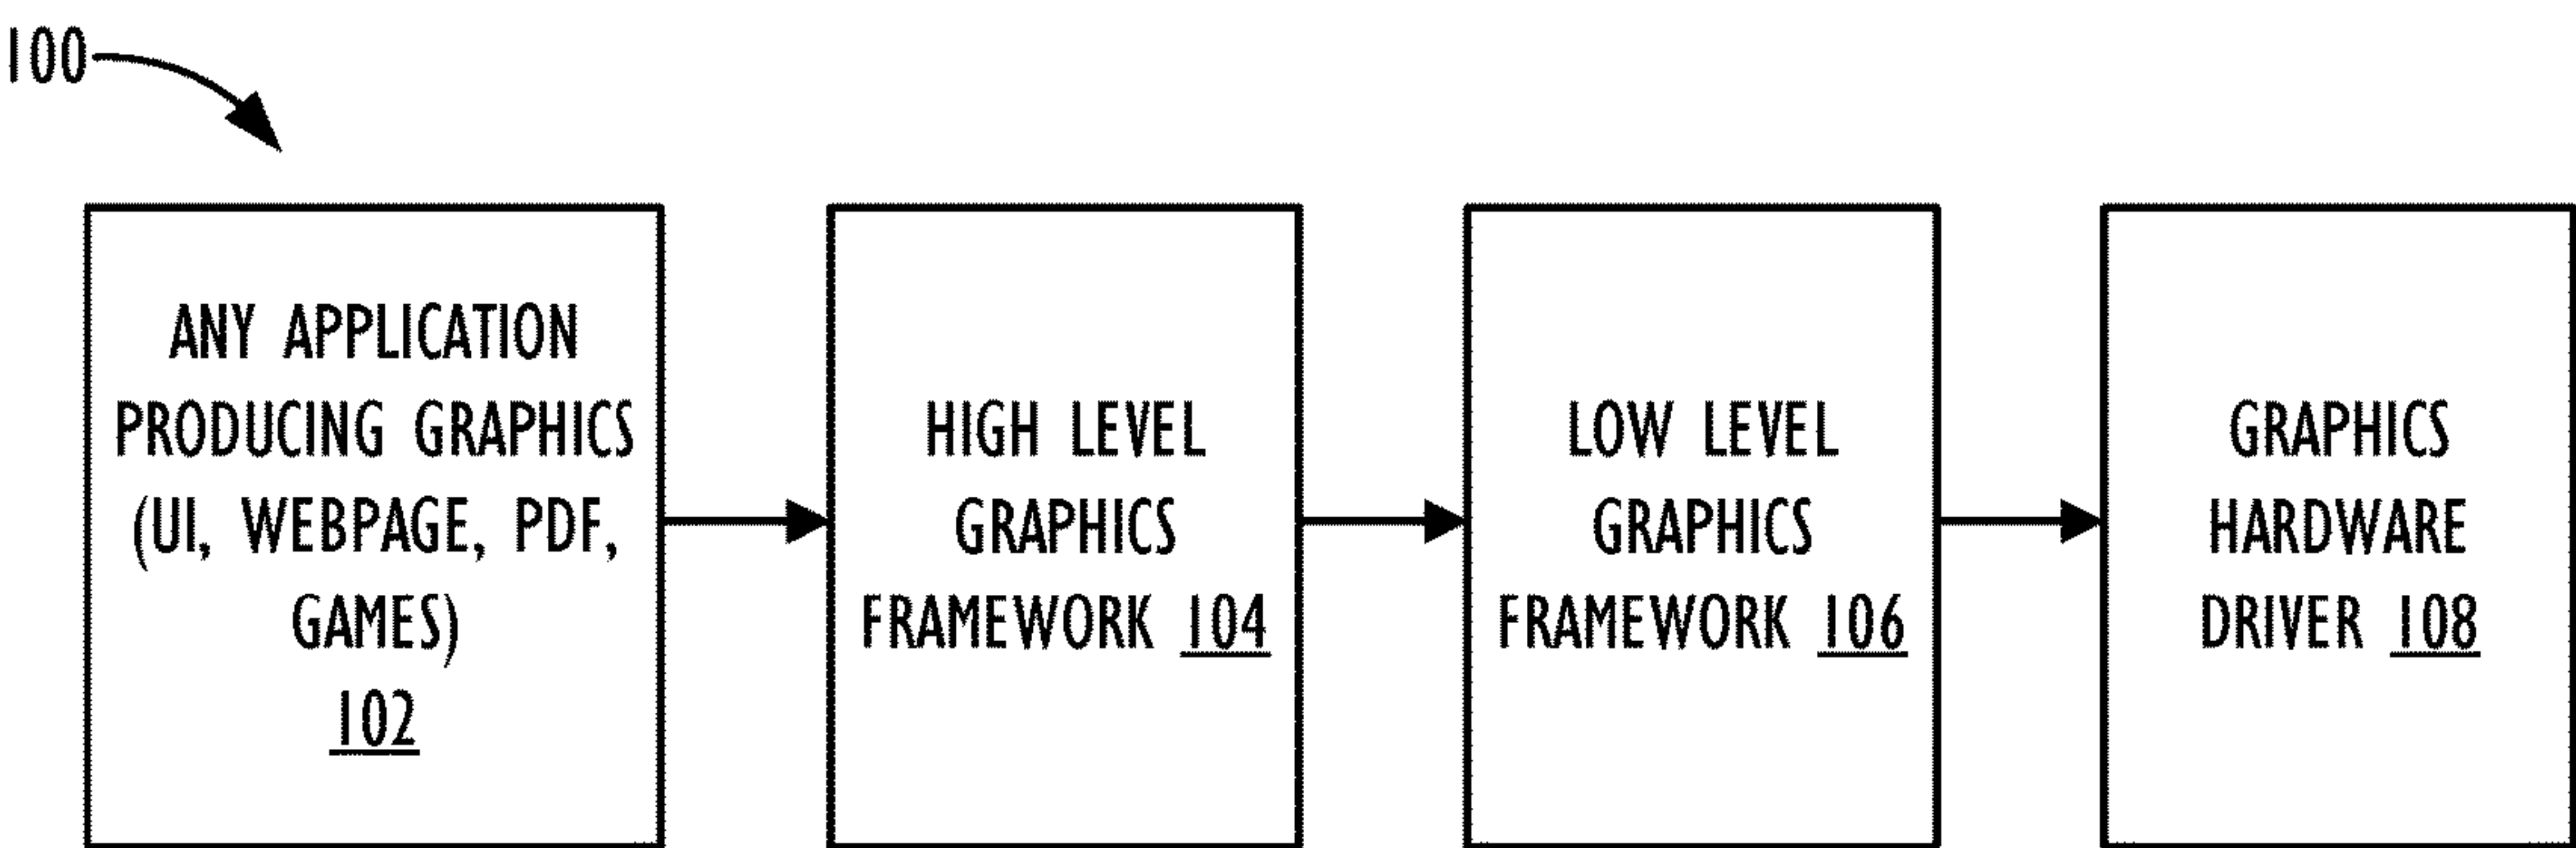 100
ANY APPLICATION
PRODUCING GRAPHICS
(UI, WEBPAGE, PDF,
GAMES)
102
HIGH LEVEL
GRAPHICS
FRAMEWORK 104
LOW LEVEL
GRAPHICS
FRAMEWORK 106
GRAPHICS
HARDWARE
DRIVER 108